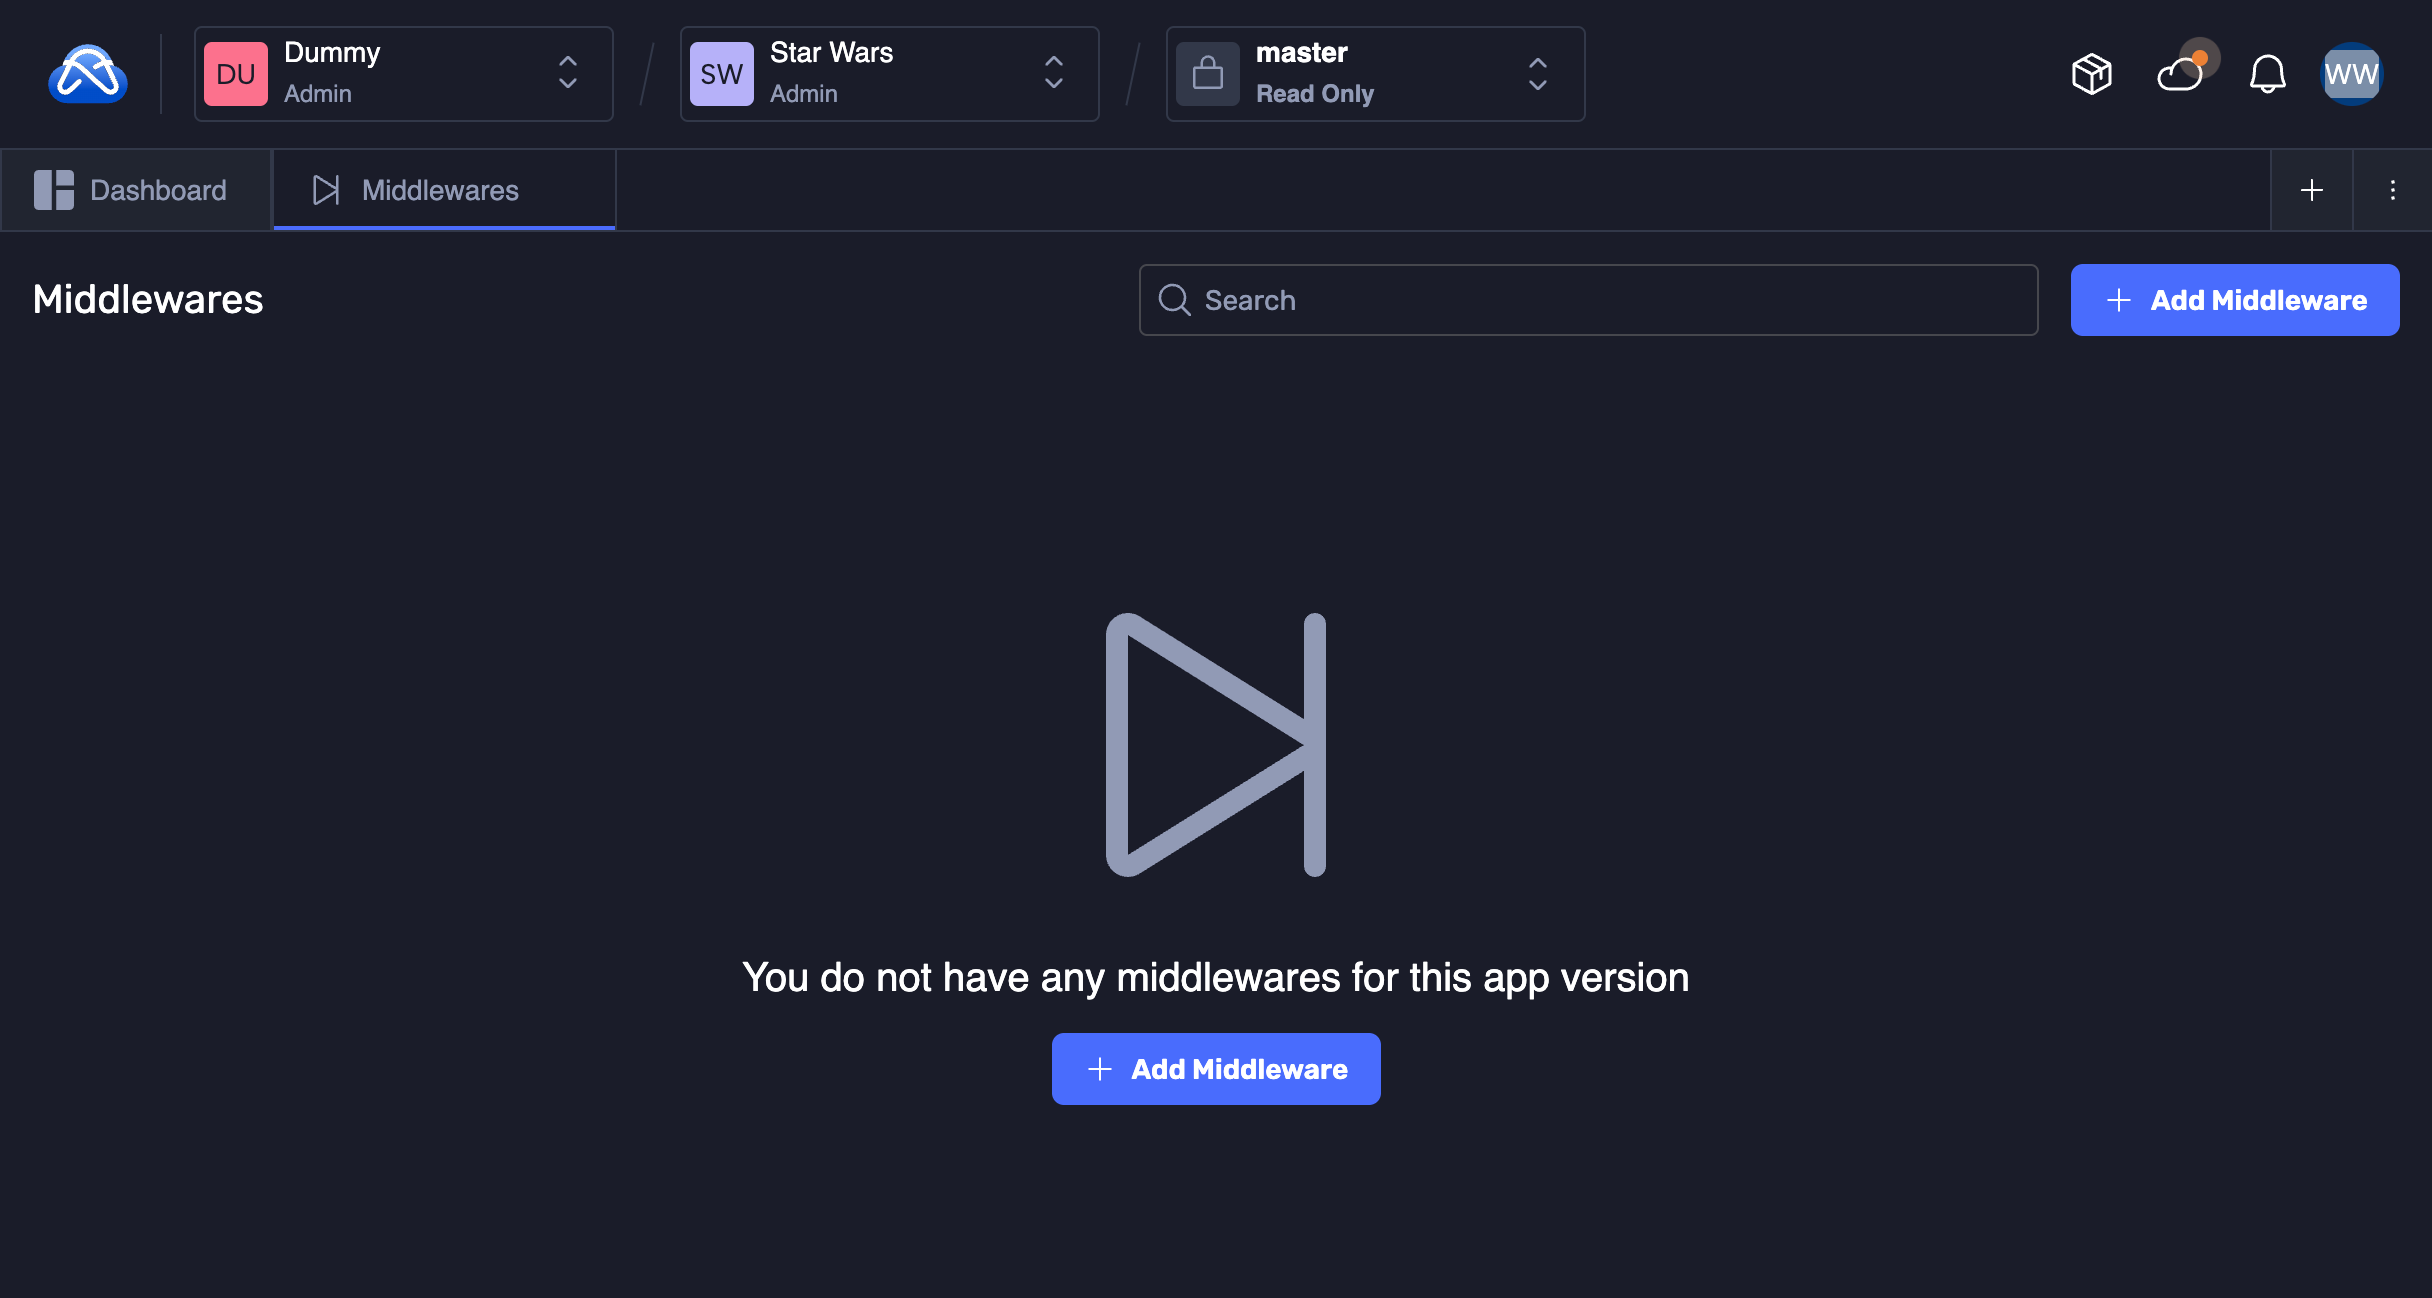 DU
Dummy
Admin
SW
Star Wars
Admin
master
Read Only
WW
Dashboard
Middlewares
Middlewares
Search
Add Middleware
You do not have any middlewares for this app version
Add Middleware